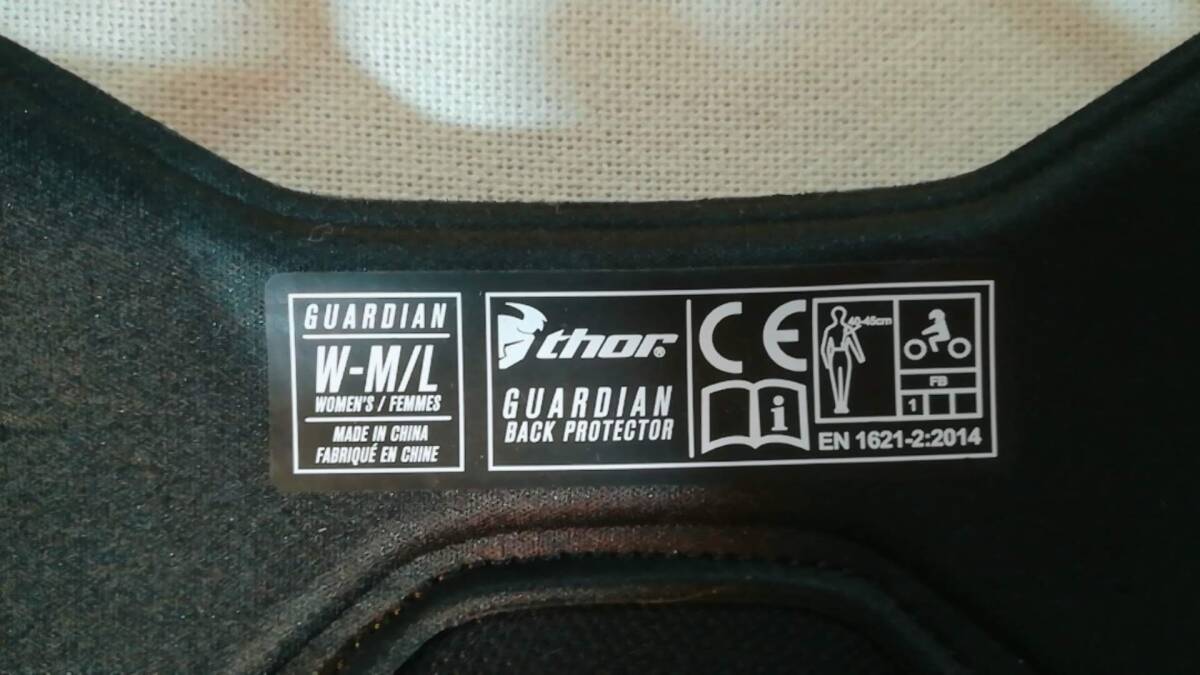 GUARDIAN
W-M/L
WOMEN'S / FEMMES
MADE IN CHINA
FABRIQUÉ EN CHINE
thor®
GUARDIAN
BACK PROTECTOR
CE
i
40-45cm
FB
1
EN 1621-2:2014